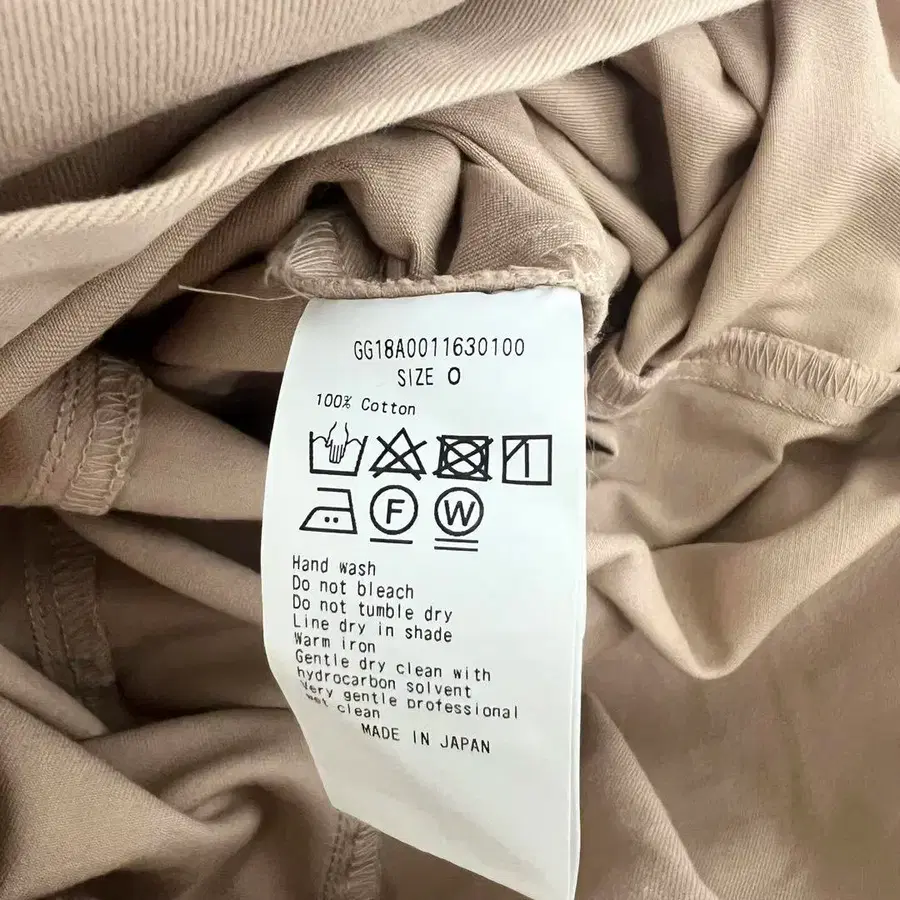 GG18A0011630100
SIZE O
100% Cotton
F W
Hand wash
Do not bleach
Do not tumble dry
Line dry in shade
Warm iron
Gentle dry clean with
hydrocarbon solvent
Very gentle professional
wet clean
MADE IN JAPAN